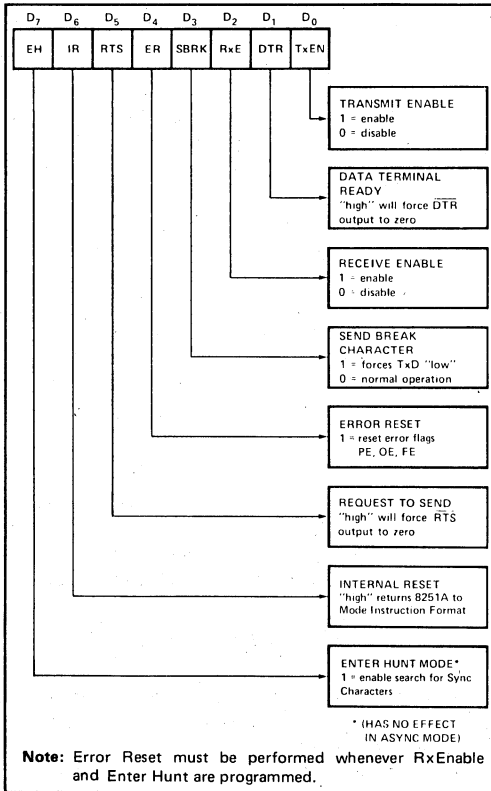 D7 D6 D5 D4 D3 D2 D1 D0
EH IR RTS ER SBRK RxE DTR TxEN
TRANSMIT ENABLE
1 = enable
0 = disable
DATA TERMINAL
READY
"high" will force D̅T̅R̅
output to zero
RECEIVE ENABLE
1 = enable
0 = disable
SEND BREAK
CHARACTER
1 = forces TxD "low"
0 = normal operation
ERROR RESET
1 = reset error flags
PE, OE, FE
REQUEST TO SEND
"high" will force R̅T̅S̅
output to zero
INTERNAL RESET
"high" returns 8251A to
Mode Instruction Format
ENTER HUNT MODE*
1 = enable search for Sync
Characters
* (HAS NO EFFECT
IN ASYNC MODE)
Note: Error Reset must be performed whenever RxEnable
and Enter Hunt are programmed.